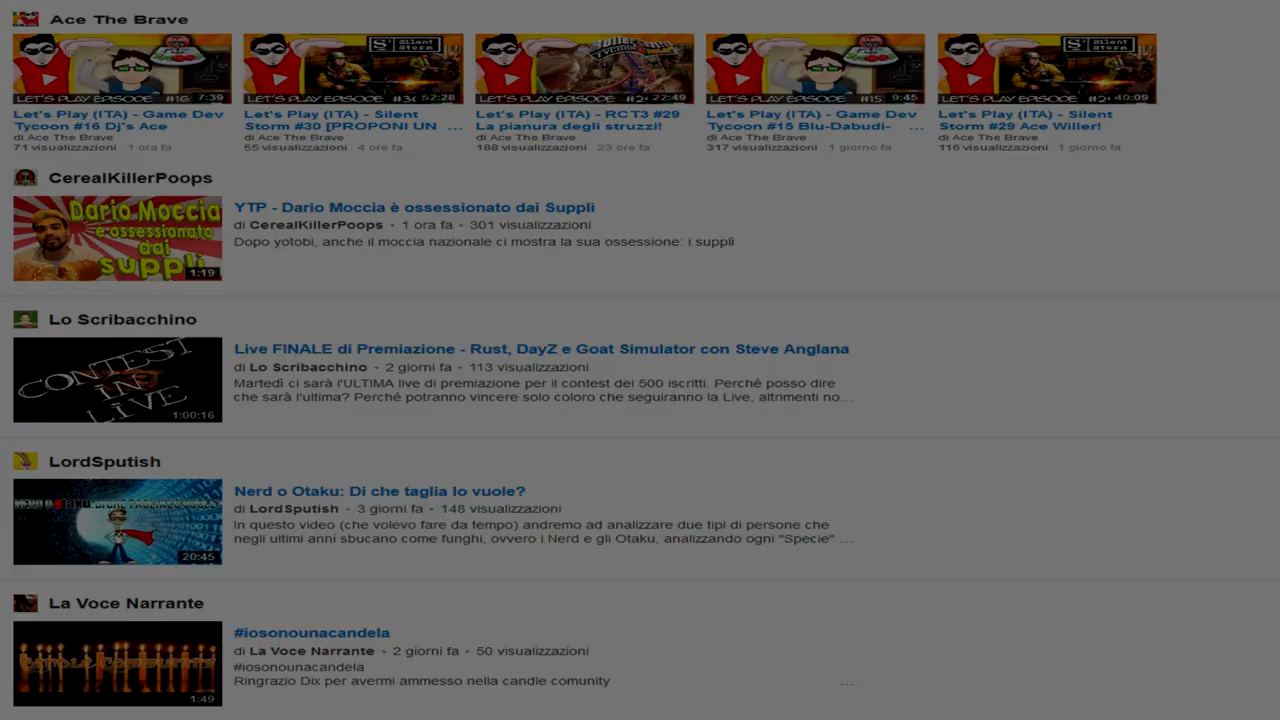 Ace The Brave
LET'S PLAY EPISODE #16 7:39
Silent Storm
LET'S PLAY EPISODE 52:28
LET'S PLAY EPISODE 22:49
LET'S PLAY EPISODE #15 9:45
Silent Storm
LET'S PLAY EPISODE 40:09
Let's Play (ITA) - Game Dev
Tycoon #16 Dj's Ace
di Ace The Brave
71 visualizzazioni 1 ora fa
Let's Play (ITA) - Silent
Storm #30 [PROPONI UN ...
di Ace The Brave
55 visualizzazioni 4 ore fa
Let's Play (ITA) - RCT3 #29
La pianura degli struzzi!
di Ace The Brave
188 visualizzazioni 23 ore fa
Let's Play (ITA) - Game Dev
Tycoon #15 Blu-Dabudi- ...
di Ace The Brave
317 visualizzazioni 1 giorno fa
Let's Play (ITA) - Silent
Storm #29 Ace Willer!
di Ace The Brave
116 visualizzazioni 1 giorno fa
CerealKillerPoops
Dario Moccia
è ossessionato
dai
supplì
1:19
YTP - Dario Moccia è ossessionato dai Supplì
di CerealKillerPoops - 1 ora fa - 301 visualizzazioni
Dopo yotobi, anche il moccia nazionale ci mostra la sua ossessione: i supplì
Lo Scribacchino
CONTEST
IN
LIVE
1:00:16
Live FINALE di Premiazione - Rust, DayZ e Goat Simulator con Steve Anglana
di Lo Scribacchino - 2 giorni fa - 113 visualizzazioni
Martedì ci sarà l'ULTIMA live di premiazione per il contest dei 500 iscritti. Perché posso dire
che sarà l'ultima? Perché potranno vincere solo coloro che seguiranno la Live, altrimenti no...
LordSputish
20:45
Nerd o Otaku: Di che taglia lo vuole?
di LordSputish - 3 giorni fa - 148 visualizzazioni
In questo video (che volevo fare da tempo) andremo ad analizzare due tipi di persone che
negli ultimi anni sbucano come funghi, ovvero i Nerd e gli Otaku, analizzando ogni "Specie" ...
La Voce Narrante
1:49
#iosonounacandela
di La Voce Narrante - 2 giorni fa - 50 visualizzazioni
#iosonounacandela
Ringrazio Dix per avermi ammesso nella candle comunity ...